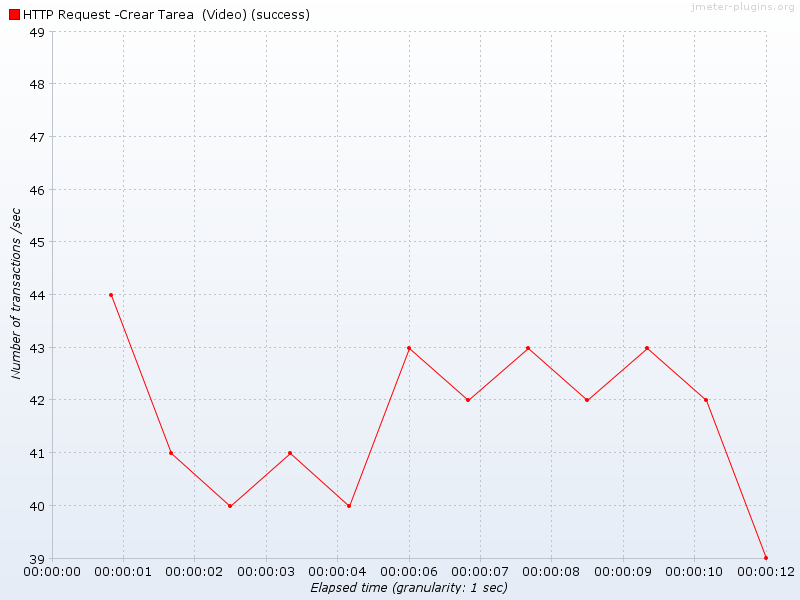 jmeter-plugins.org
HTTP Request -Crear Tarea  (Video) (success)
49
48
47
46
45
44
43
42
41
40
39
Number of transactions /sec
00:00:00 00:00:01 00:00:02 00:00:03 00:00:04 00:00:06 00:00:07 00:00:08 00:00:09 00:00:10 00:00:12
Elapsed time (granularity: 1 sec)